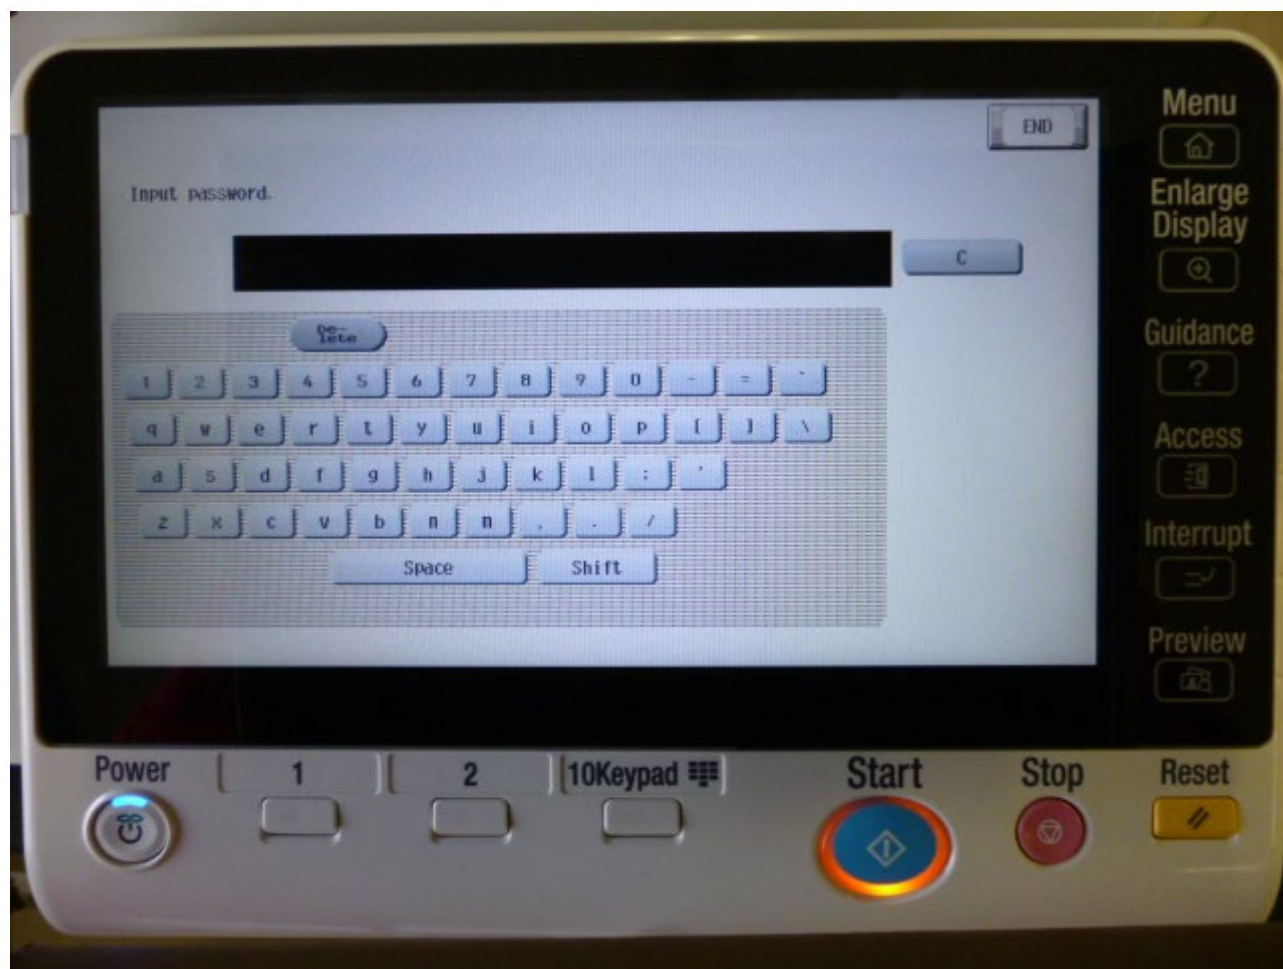 END
Input password.
C
De-
lete
1 2 3 4 5 6 7 8 9 0 - = `
q w e r t y u i o p [ ] \
a s d f g h j k l ; '
z x c v b n m , . /
Space Shift
Menu
Enlarge
Display
Guidance
?
Access
Interrupt
Preview
Power 1 2 10Keypad Start Stop Reset